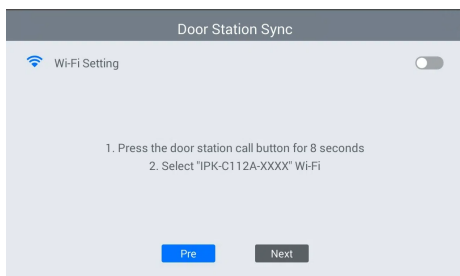 Door Station Sync
Wi-Fi Setting
1. Press the door station call button for 8 seconds
2. Select "IPK-C112A-XXXX" Wi-Fi
Pre Next